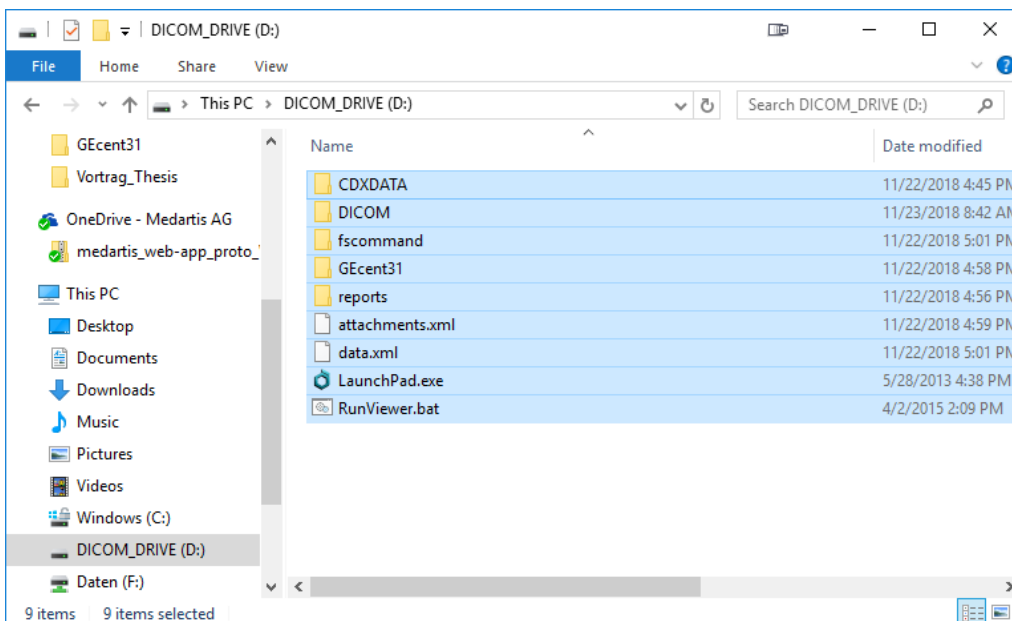 DICOM_DRIVE (D:)
File Home Share View
This PC > DICOM_DRIVE (D:) Search DICOM_DRIVE (D:)
GEcent31
Vortrag_Thesis
OneDrive - Medartis AG
medartis_web-app_proto_
This PC
Desktop
Documents
Downloads
Music
Pictures
Videos
Windows (C:)
DICOM_DRIVE (D:)
Daten (F:)
Name Date modified
CDXDATA 11/22/2018 4:45 PM
DICOM 11/23/2018 8:42 AM
fscommand 11/22/2018 5:01 PM
GEcent31 11/22/2018 4:58 PM
reports 11/22/2018 4:56 PM
attachments.xml 11/22/2018 4:59 PM
data.xml 11/22/2018 5:01 PM
LaunchPad.exe 5/28/2013 4:38 PM
RunViewer.bat 4/2/2015 2:09 PM
9 items 9 items selected